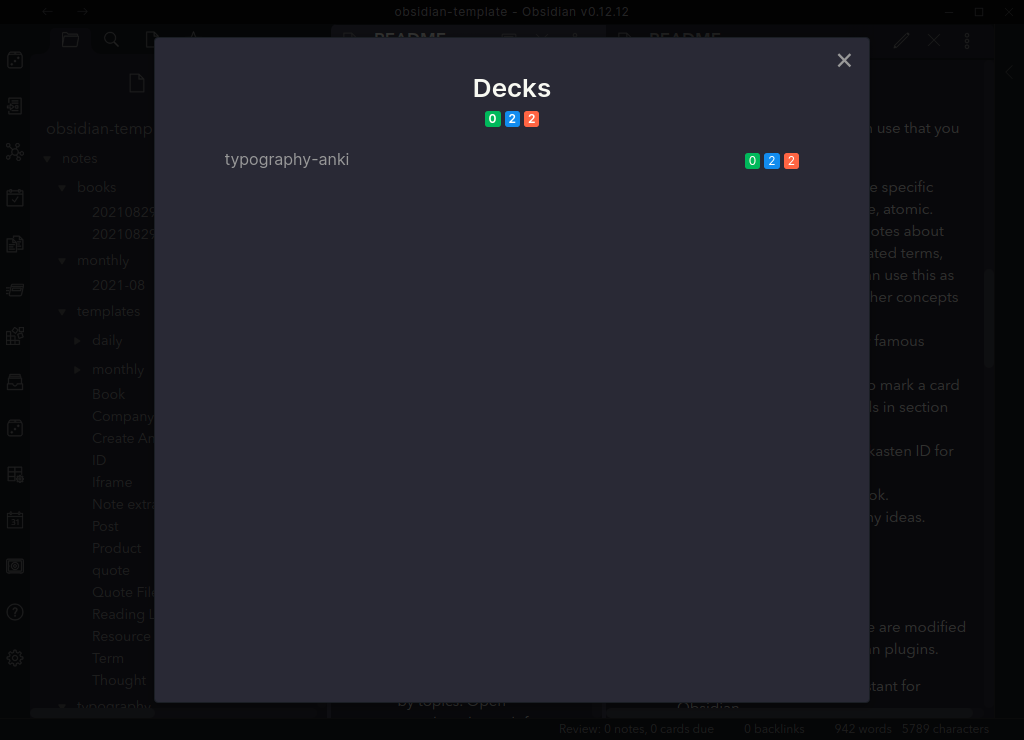 obsidian-template - Obsidian v0.12.12
README
README
Decks
0 2 2
typography-anki
0 2 2
obsidian-temp
notes
books
20210829
20210829
monthly
2021-08
templates
daily
monthly
Book
Company
Create An
ID
Iframe
Note extra
Post
Product
quote
Quote File
Reading L
Resource
Term
Thought
typography
use that you
specific
, atomic.
otes about
ated terms,
n use this as
her concepts
famous
o mark a card
ls in section
kasten ID for
ok.
ny ideas.
e are modified
n plugins.
stant for
Obsidian
by topics. Open
Review: 0 notes, 0 cards due
0 backlinks
942 words
5789 characters